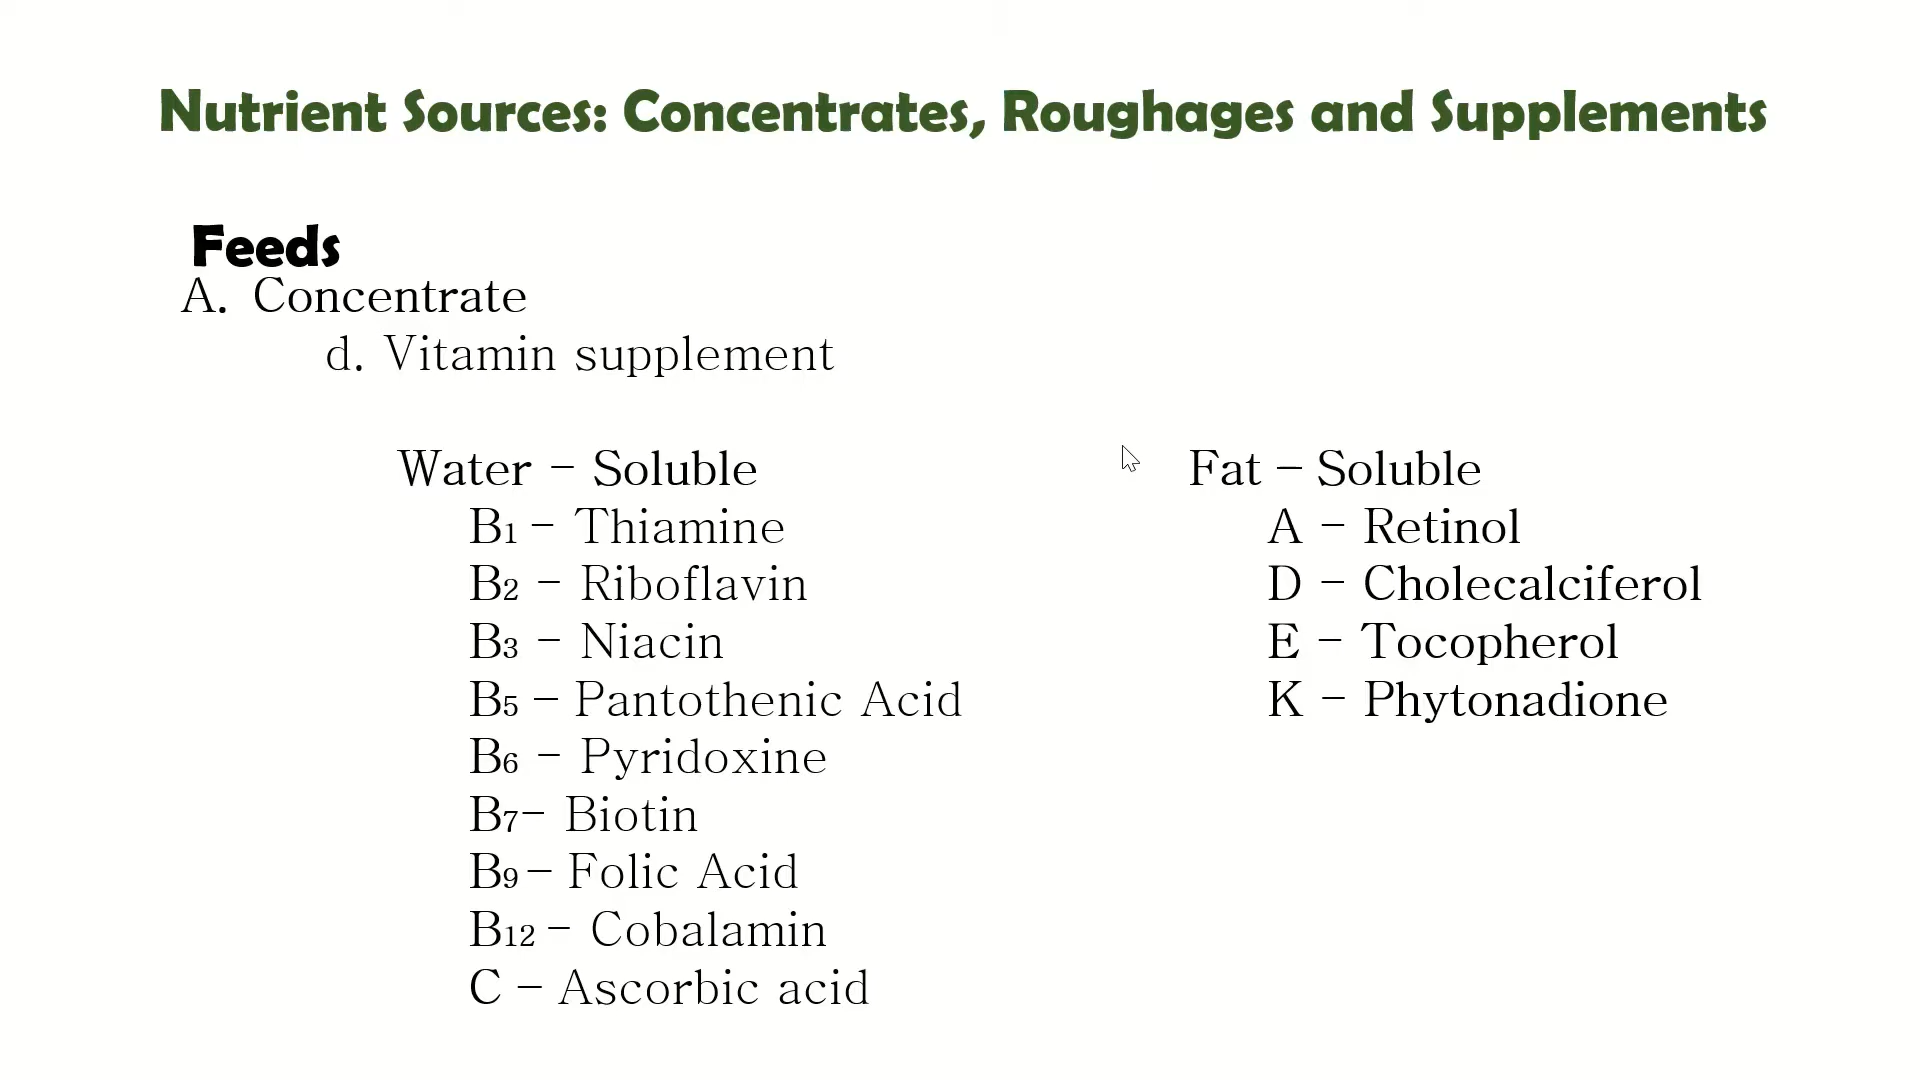 Nutrient Sources: Concentrates, Roughages and Supplements
Feeds
A. Concentrate
d. Vitamin supplement
Water – Soluble
B1 – Thiamine
B2 – Riboflavin
B3 – Niacin
B5 – Pantothenic Acid
B6 – Pyridoxine
B7– Biotin
B9 – Folic Acid
B12 – Cobalamin
C – Ascorbic acid
Fat – Soluble
A – Retinol
D – Cholecalciferol
E – Tocopherol
K – Phytonadione